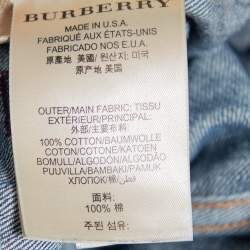 BURBERRY
MADE IN U.S.A.
FABRIQUÉ AUX ÉTATS-UNIS
FABRICADO NOS E.U.A.
產地: 美國/ 원산지: 미국
产地: 美国
OUTER/MAIN FABRIC: TISSU
EXTÉRIEUR/PRINCIPAL
外部/主要布料:
100% COTTON/BAUMWOLLE
COTON/COTONE/KATOEN
BOMULL/ALGODÃO/ALGODÓN
PUUVILLA/BAMBAKI/PAMUK
ХЛОПОК/قطن/棉
面料:
100% 棉